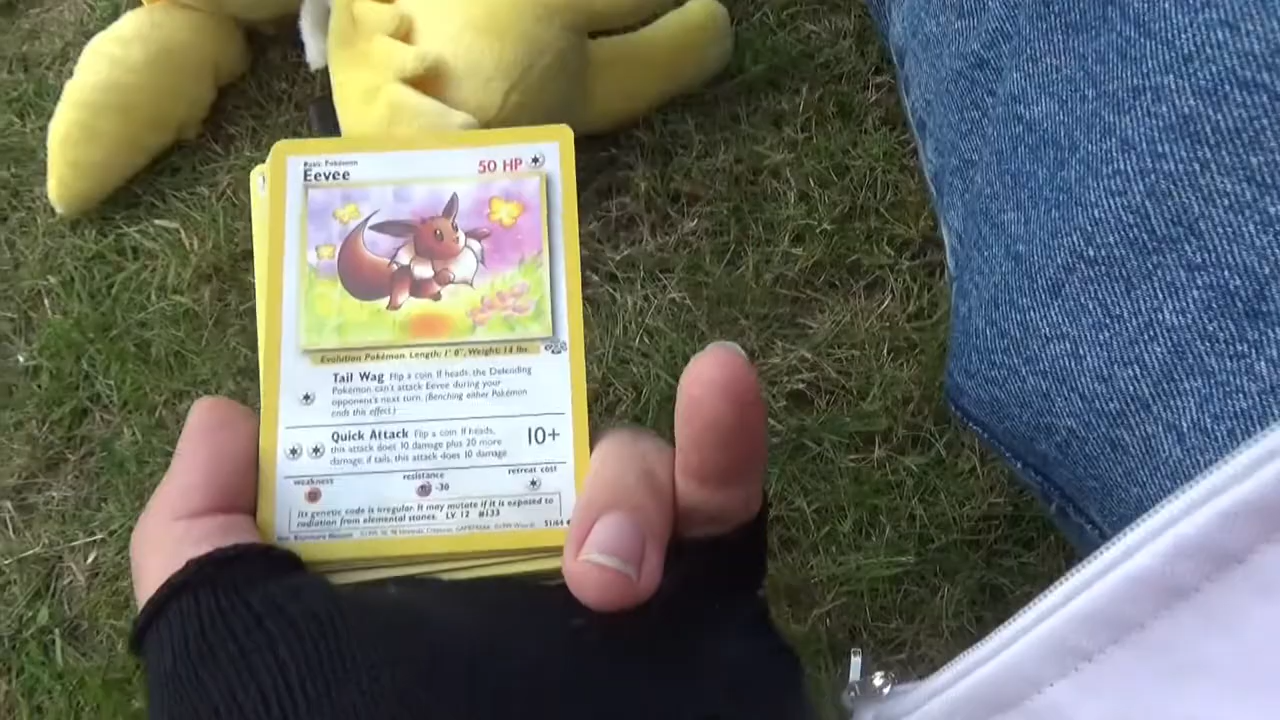 Basic Pokémon
Eevee
50 HP
Evolution Pokémon. Length: 1' 0", Weight: 14 lbs.
Tail Wag Flip a coin. If heads, the Defending
Pokémon can't attack Eevee during your
opponent's next turn. (Benching either Pokémon
ends this effect.)
Quick Attack Flip a coin. If heads,
this attack does 10 damage plus 20 more
damage; if tails, this attack does 10 damage.
10+
weakness
resistance
retreat cost
-30
Its genetic code is irregular. It may mutate if it is exposed to
radiation from elemental stones. LV. 12 #133
51/64